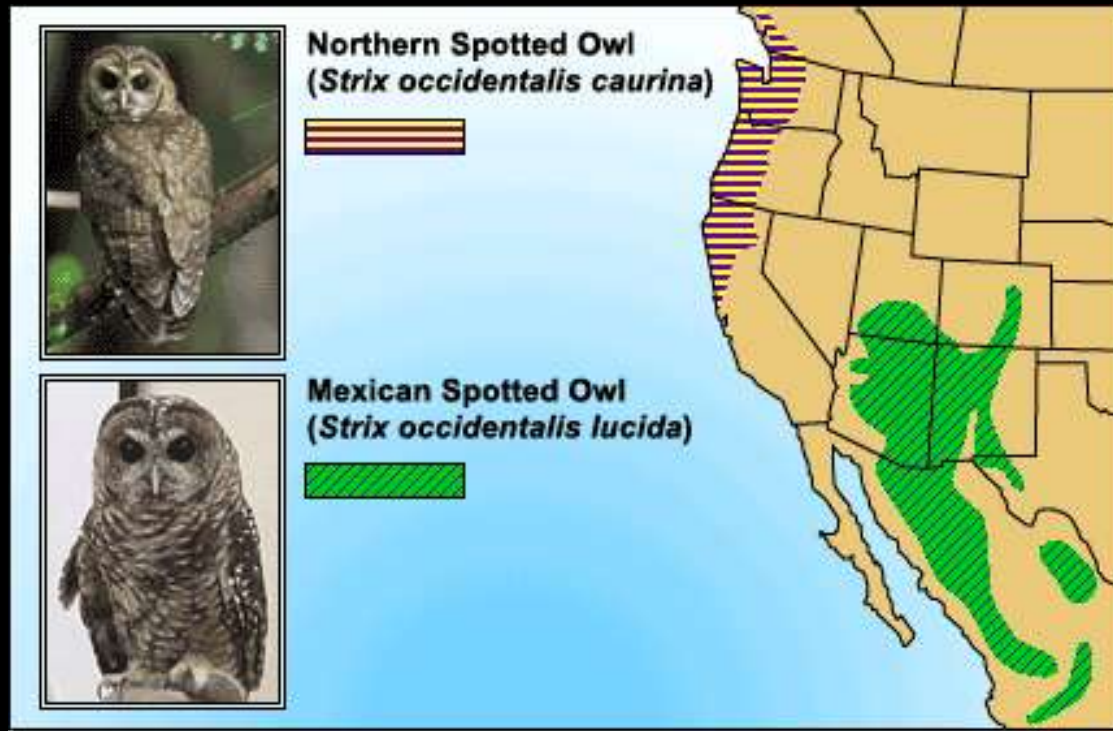 Northern Spotted Owl
(Strix occidentalis caurina)
Mexican Spotted Owl
(Strix occidentalis lucida)